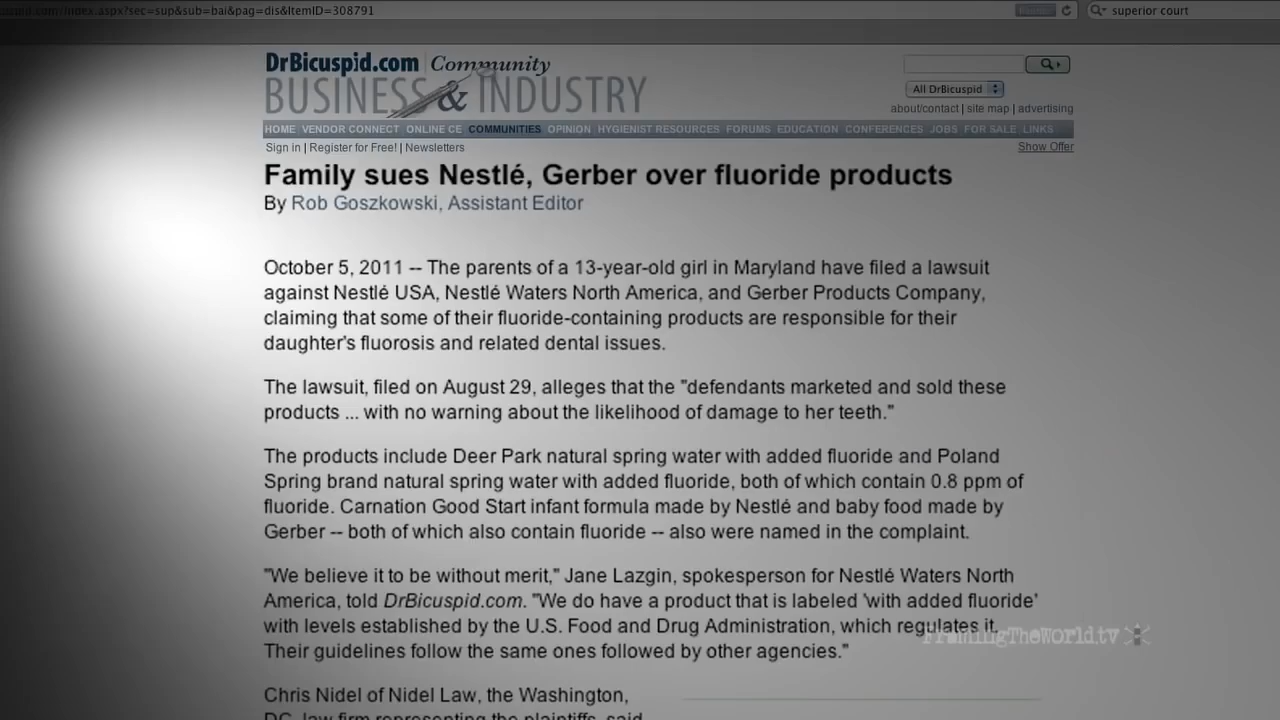 .com/index.aspx?sec=sup&sub=bai&pag=dis&ItemID=308791
superior court
DrBicuspid.com | Community
BUSINESS & INDUSTRY
All DrBicuspid
about/contact | site map | advertising
HOME VENDOR CONNECT ONLINE CE COMMUNITIES OPINION HYGIENIST RESOURCES FORUMS EDUCATION CONFERENCES JOBS FOR SALE LINKS
Sign in | Register for Free! | Newsletters
Show Offer
Family sues Nestlé, Gerber over fluoride products
By Rob Goszkowski, Assistant Editor
October 5, 2011 -- The parents of a 13-year-old girl in Maryland have filed a lawsuit
against Nestlé USA, Nestlé Waters North America, and Gerber Products Company,
claiming that some of their fluoride-containing products are responsible for their
daughter's fluorosis and related dental issues.
The lawsuit, filed on August 29, alleges that the "defendants marketed and sold these
products ... with no warning about the likelihood of damage to her teeth."
The products include Deer Park natural spring water with added fluoride and Poland
Spring brand natural spring water with added fluoride, both of which contain 0.8 ppm of
fluoride. Carnation Good Start infant formula made by Nestlé and baby food made by
Gerber -- both of which also contain fluoride -- also were named in the complaint.
"We believe it to be without merit," Jane Lazgin, spokesperson for Nestlé Waters North
America, told DrBicuspid.com. "We do have a product that is labeled 'with added fluoride'
with levels established by the U.S. Food and Drug Administration, which regulates it.
FramingTheWorld.tv
Their guidelines follow the same ones followed by other agencies."
Chris Nidel of Nidel Law, the Washington,
DC, law firm representing the plaintiffs, said